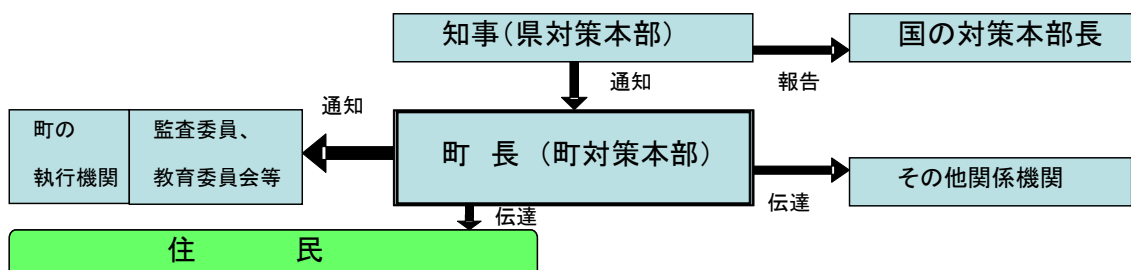 知事（県対策本部）
国の対策本部長
通知
報告
通知
町の
執行機関
監査委員、
教育委員会等
町 長 （町対策本部）
その他関係機関
伝達
伝達
住 民